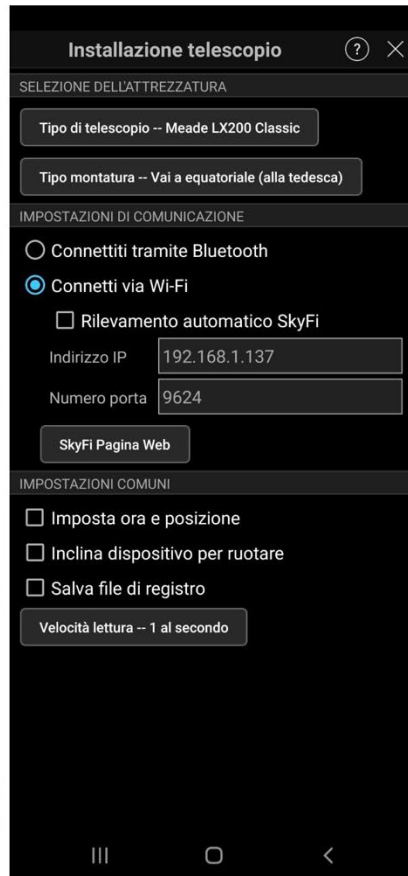 Installazione telescopio
SELEZIONE DELL'ATTREZZATURA
Tipo di telescopio -- Meade LX200 Classic
Tipo montatura -- Vai a equatoriale (alla tedesca)
IMPOSTAZIONI DI COMUNICAZIONE
Connettiti tramite Bluetooth
Connetti via Wi-Fi
Rilevamento automatico SkyFi
Indirizzo IP 192.168.1.137
Numero porta 9624
SkyFi Pagina Web
IMPOSTAZIONI COMUNI
Imposta ora e posizione
Inclina dispositivo per ruotare
Salva file di registro
Velocità lettura -- 1 al secondo